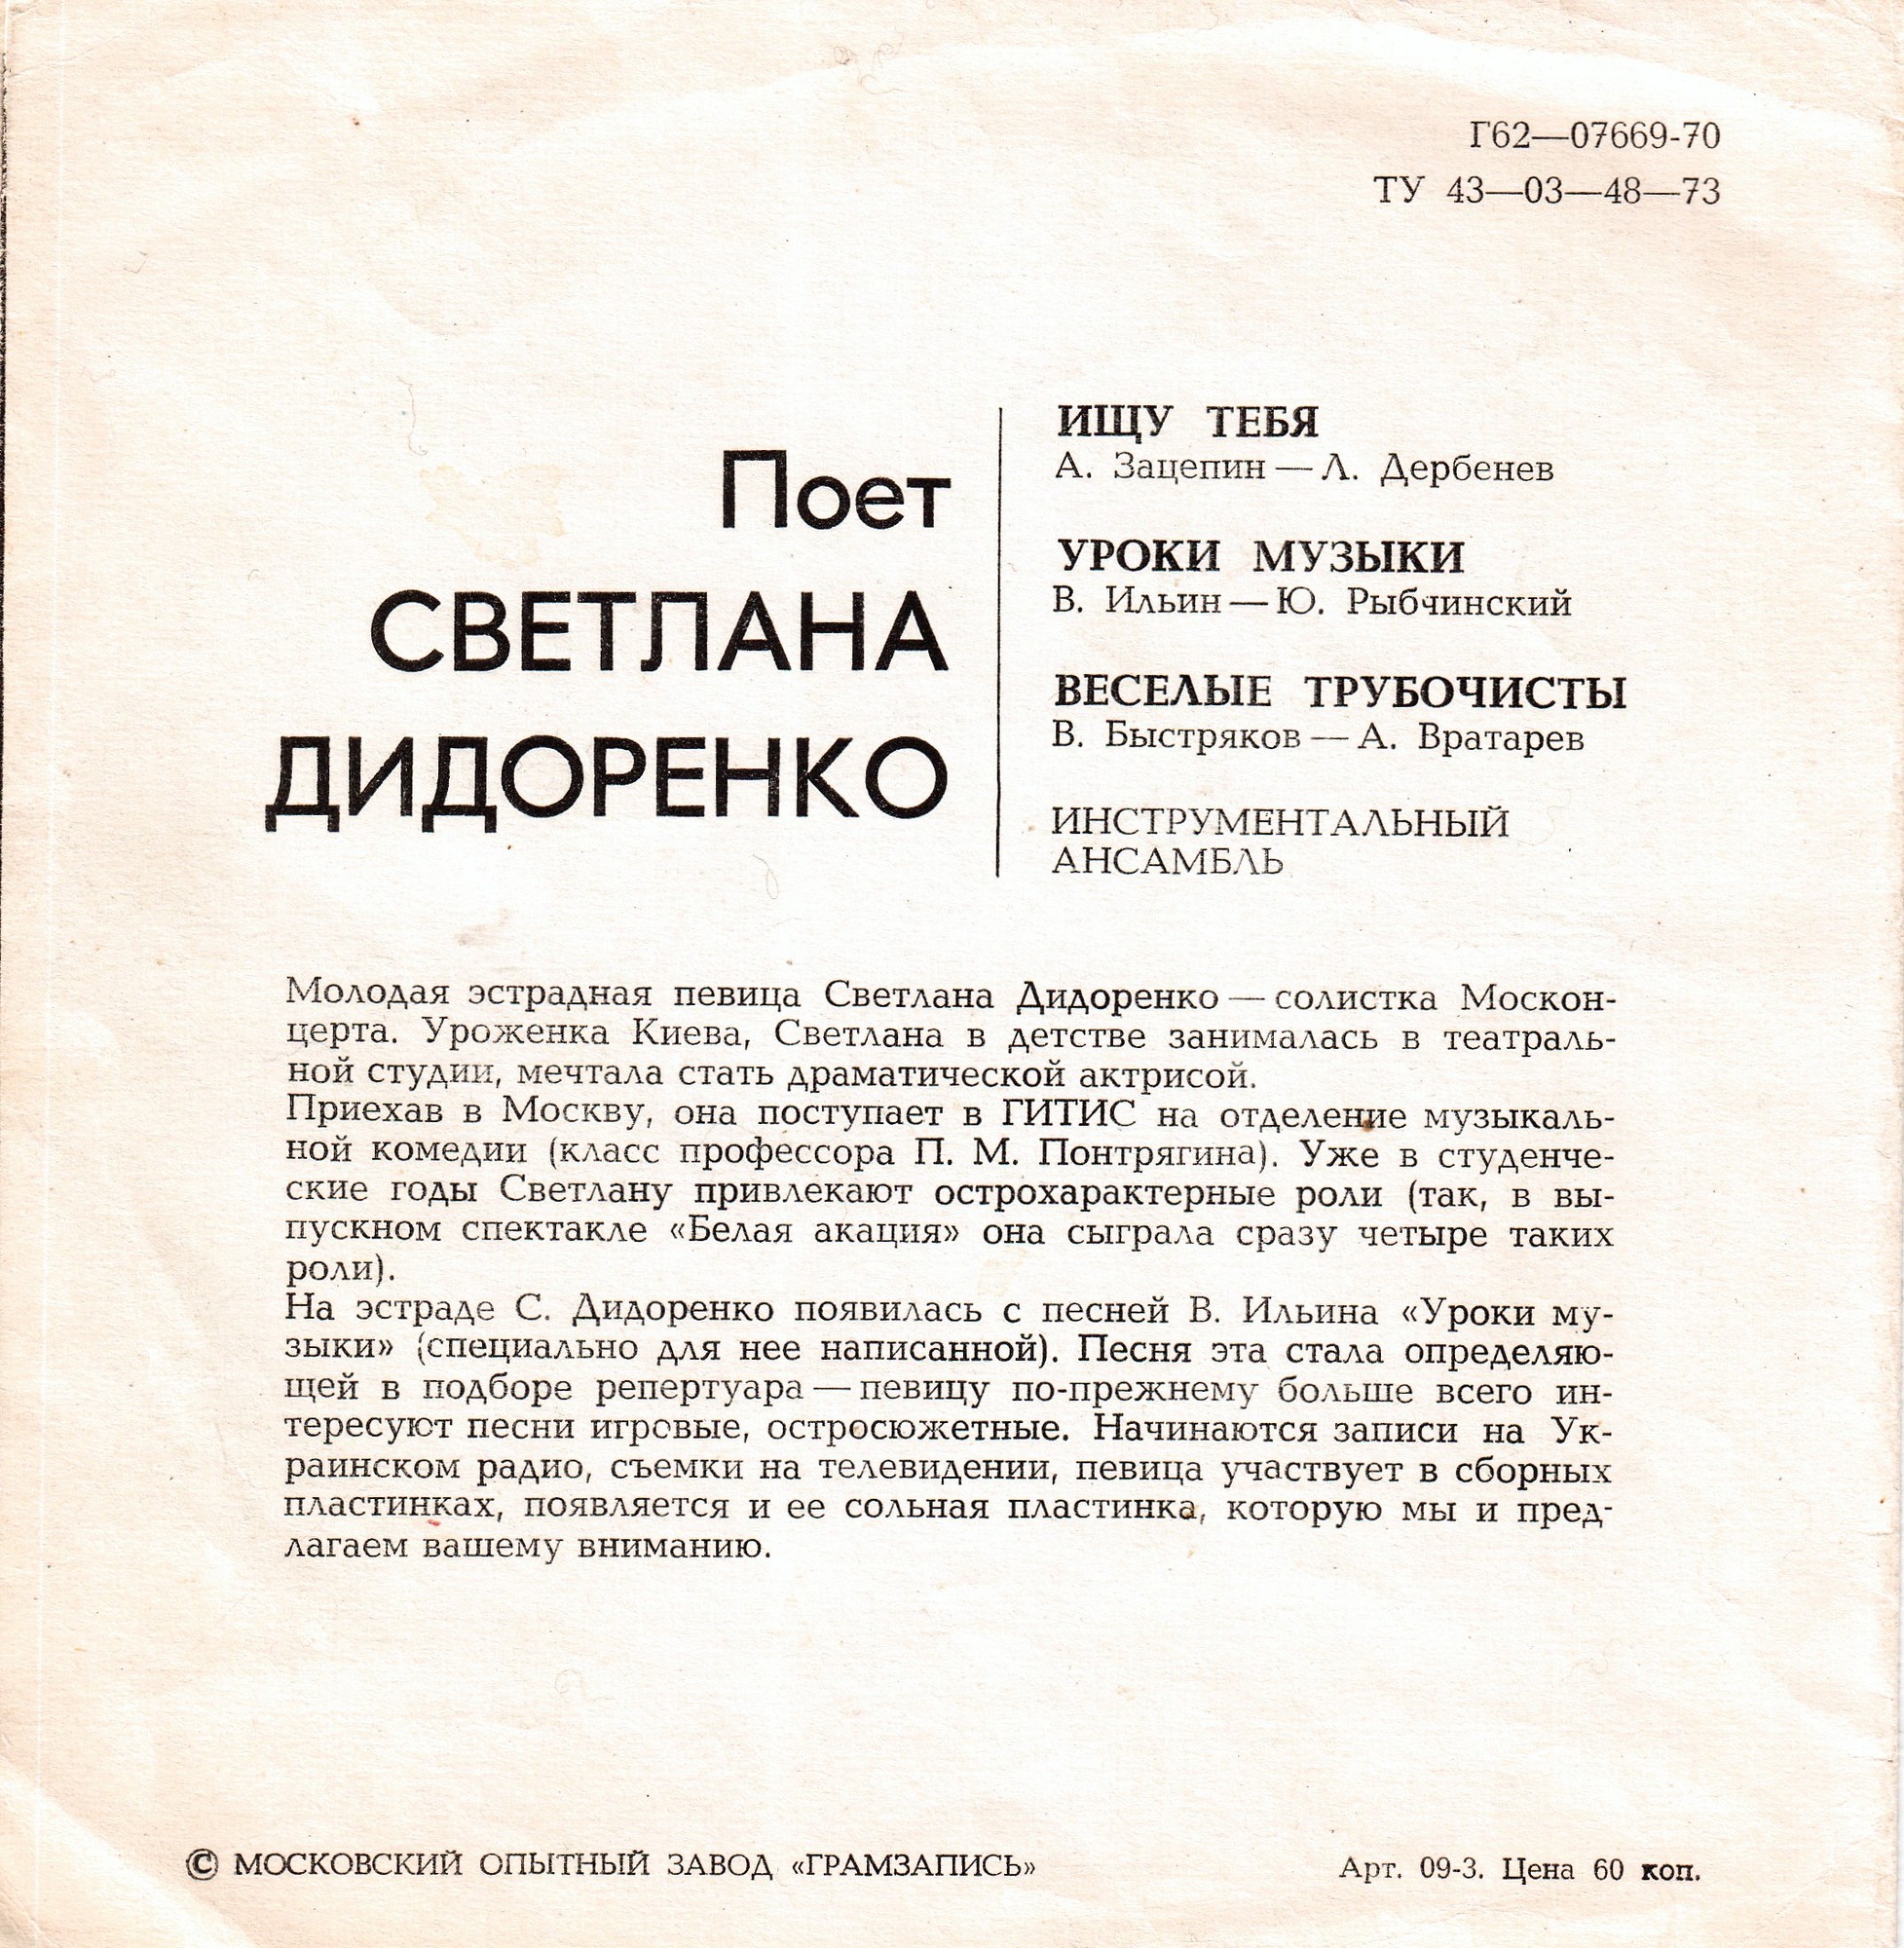 Г62—07669-70
ТУ 43—03—48—73
Поет
СВЕТЛАНА
ДИДОРЕНКО
ИЩУ ТЕБЯ
А. Зацепин — Л. Дербенев
УРОКИ МУЗЫКИ
В. Ильин — Ю. Рыбчинский
ВЕСЕЛЫЕ ТРУБОЧИСТЫ
В. Быстряков — А. Вратарев
ИНСТРУМЕНТАЛЬНЫЙ
АНСАМБЛЬ
Молодая эстрадная певица Светлана Дидоренко — солистка Москон-
церта. Уроженка Киева, Светлана в детстве занималась в театраль-
ной студии, мечтала стать драматической актрисой.
Приехав в Москву, она поступает в ГИТИС на отделение музыкаль-
ной комедии (класс профессора П. М. Понтрягина). Уже в студенче-
ские годы Светлану привлекают острохарактерные роли (так, в вы-
пускном спектакле «Белая акация» она сыграла сразу четыре таких
роли).
На эстраде С. Дидоренко появилась с песней В. Ильина «Уроки му-
зыки» (специально для нее написанной). Песня эта стала определяю-
щей в подборе репертуара — певицу по-прежнему больше всего ин-
тересуют песни игровые, остросюжетные. Начинаются записи на Ук-
раинском радио, съемки на телевидении, певица участвует в сборных
пластинках, появляется и ее сольная пластинка, которую мы и пред-
лагаем вашему вниманию.
© МОСКОВСКИЙ ОПЫТНЫЙ ЗАВОД «ГРАМЗАПИСЬ»
Арт. 09-3. Цена 60 коп.